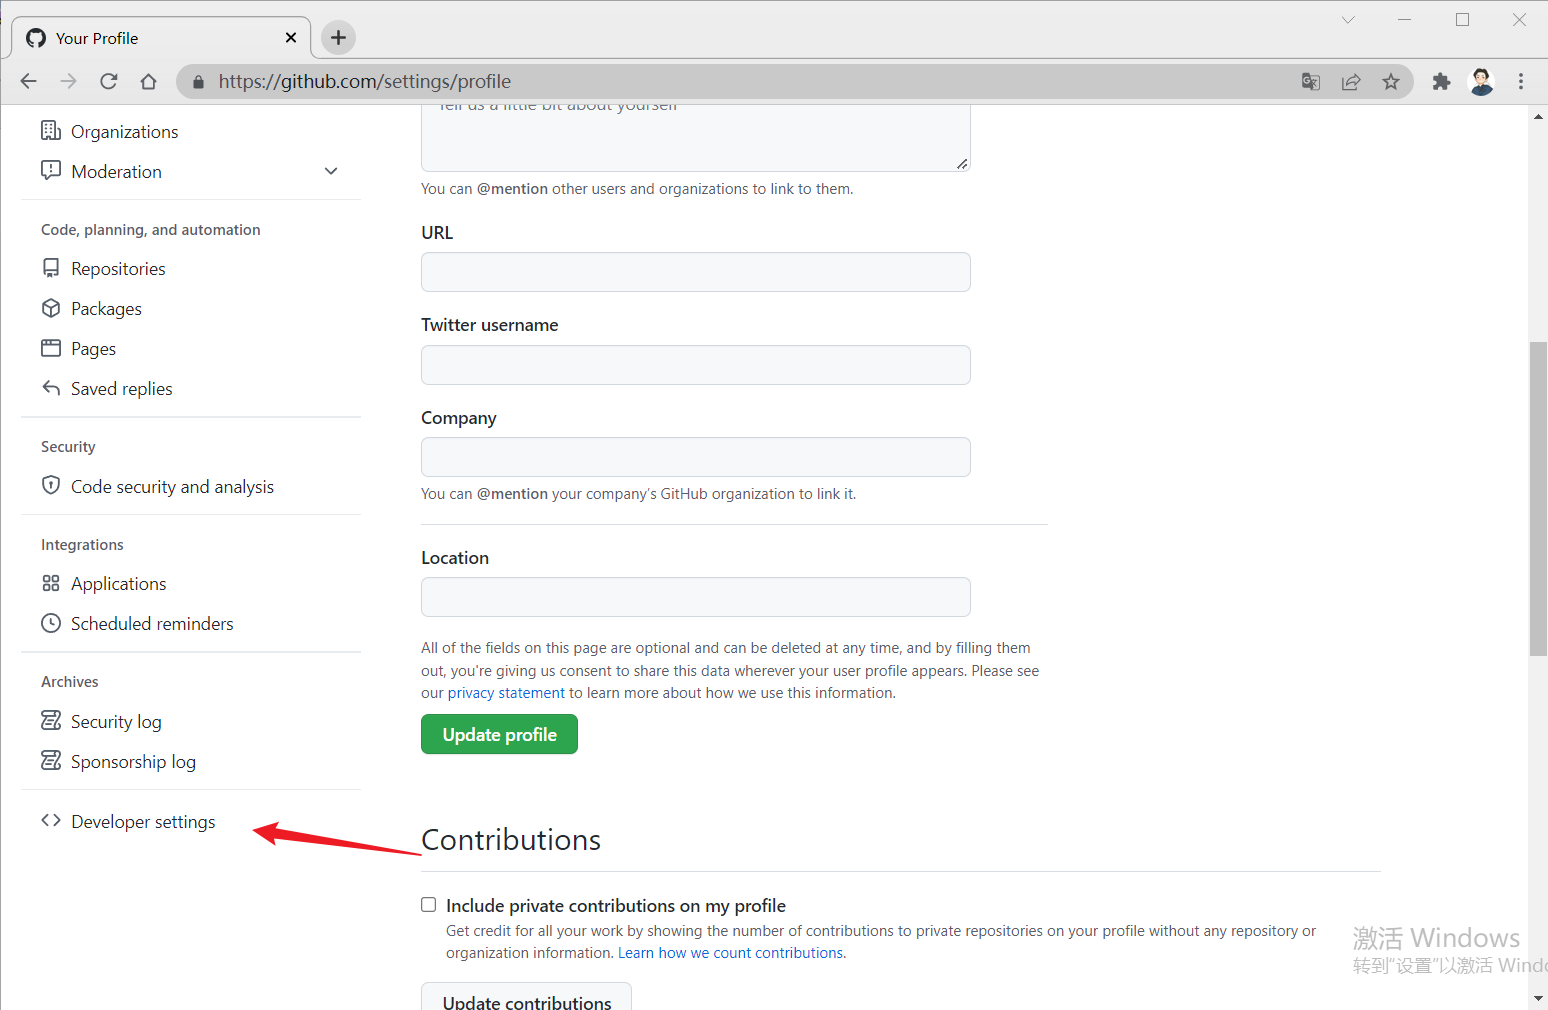 Your Profile
https://github.com/settings/profile
Tell us a little bit about yourself
Organizations
Moderation
You can @mention other users and organizations to link to them.
Code, planning, and automation
URL
Repositories
Packages
Twitter username
Pages
Saved replies
Company
Security
Code security and analysis
You can @mention your company's GitHub organization to link it.
Integrations
Location
Applications
Scheduled reminders
All of the fields on this page are optional and can be deleted at any time, and by filling them
out, you're giving us consent to share this data wherever your user profile appears. Please see
our privacy statement to learn more about how we use this information.
Archives
Security log
Update profile
Sponsorship log
Developer settings
Contributions
Include private contributions on my profile
Get credit for all your work by showing the number of contributions to private repositories on your profile without any repository or
organization information. Learn how we count contributions.
激活 Windows
转到“设置”以激活 Windo
Update contributions